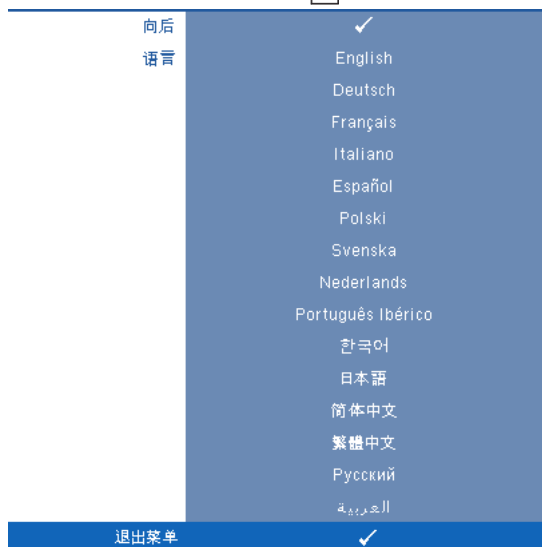 向后 ✓
语言 English
Deutsch
Français
Italiano
Español
Polski
Svenska
Nederlands
Português Ibérico
한국어
日本語
简体中文
繁體中文
Русский
العربية
退出菜单 ✓